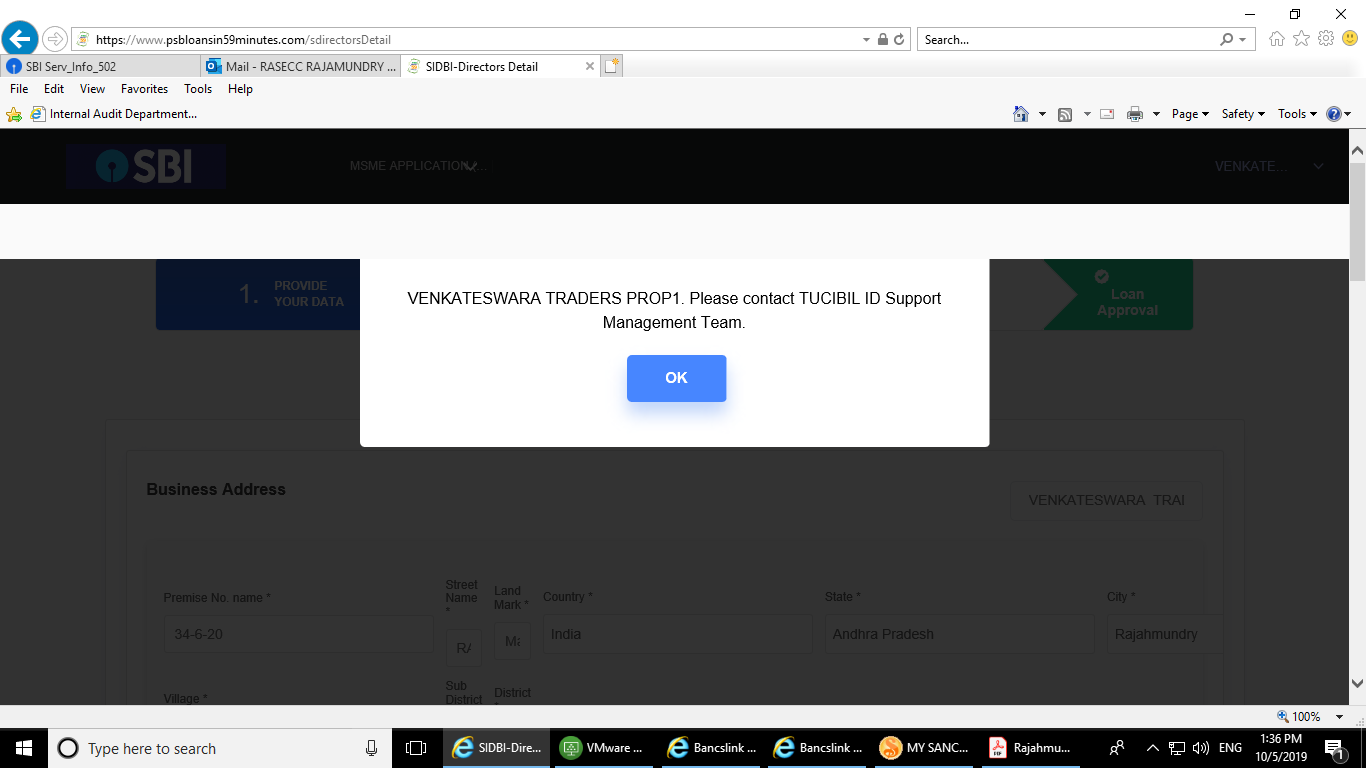 https://www.psbloansin59minutes.com/sdirectorsDetail
Search...
SBI Serv_Info_502
Mail - RASECC RAJAMUNDRY ...
SIDBI-Directors Detail
File Edit View Favorites Tools Help
Internal Audit Department...
Page Safety Tools
SBI
MSME APPLICATION
VENKATE...
1.
PROVIDE
YOUR DATA
VENKATESWARA TRADERS PROP1. Please contact TUCIBIL ID Support
Management Team.
OK
Loan
Approval
Business Address
VENKATESWARA TRAI
Premise No. name *
Street
Name
*
Land
Mark *
Country *
State *
City *
34-6-20
RA
Ma
India
Andhra Pradesh
Rajahmundry
Village *
Sub
District
District
100%
Type here to search
SIDBI-Dire...
VMware ...
Bancslink ...
Bancslink ...
MY SANC...
Rajahmu...
ENG
1:36 PM
10/5/2019
1